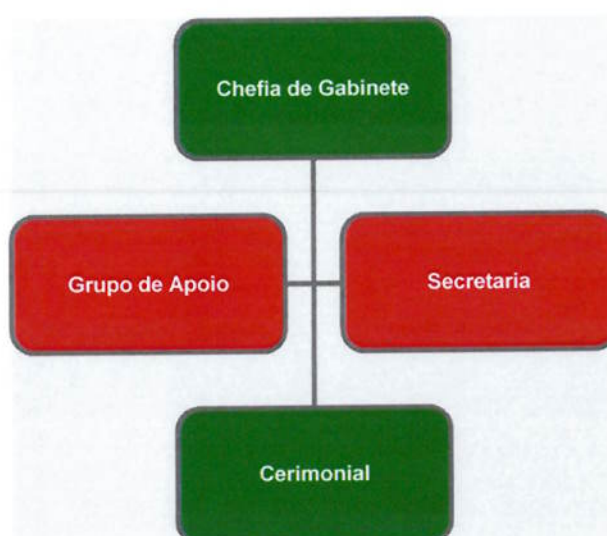 Chefia de Gabinete
Grupo de Apoio
Secretaria
Cerimonial